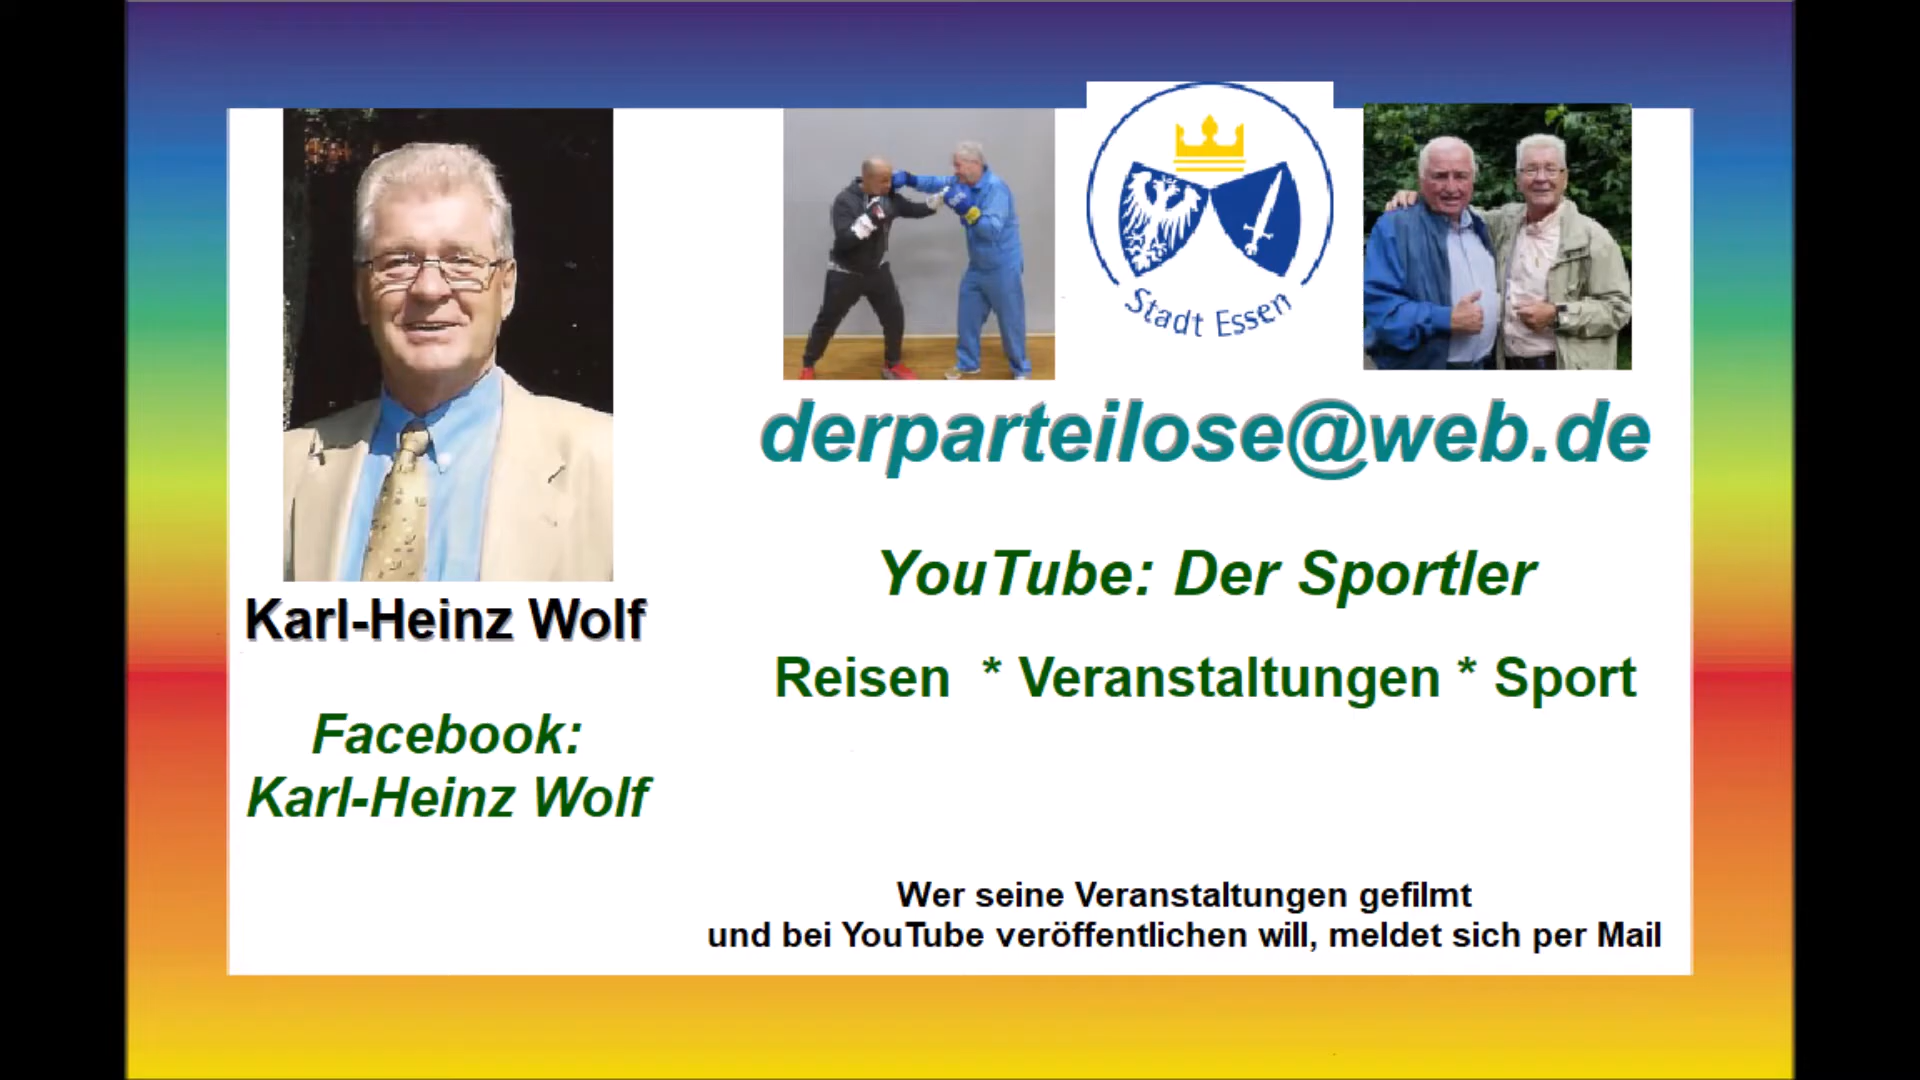 Stadt Essen
derparteilose@web.de
YouTube: Der Sportler
Karl-Heinz Wolf
Reisen * Veranstaltungen * Sport
Facebook:
Karl-Heinz Wolf
Wer seine Veranstaltungen gefilmt
und bei YouTube veröffentlichen will, meldet sich per Mail